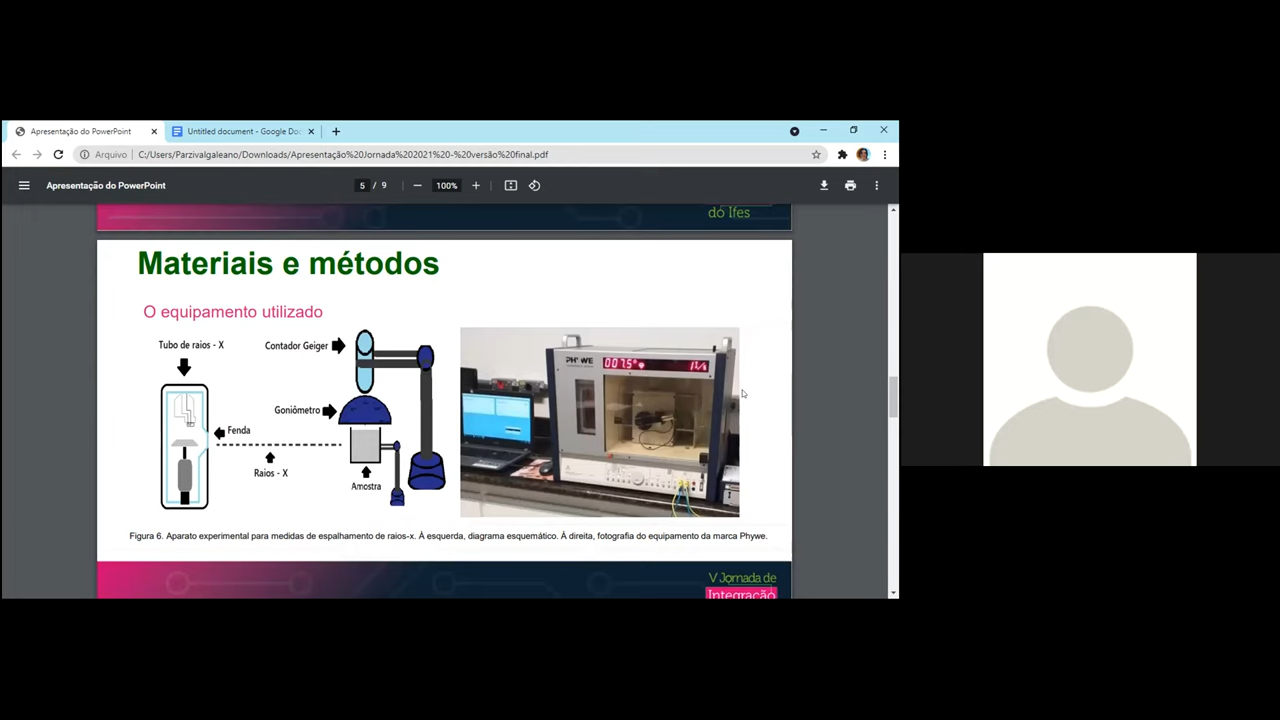 Apresentação do PowerPoint
Untitled document - Google Do
Arquivo
C:/Users/Parzivalgaleano/Downloads/Apresentação%20Jornada%202021%20-%20versão%20final.pdf
Apresentação do PowerPoint
5 / 9
100%
do Ifes
Materiais e métodos
O equipamento utilizado
Tubo de raios - X
Contador Geiger
Goniômetro
Fenda
Raios - X
Amostra
PHYWE
007.5°
Figura 6. Aparato experimental para medidas de espalhamento de raios-x. À esquerda, diagrama esquemático. À direita, fotografia do equipamento da marca Phywe.
V Jornada de
Integração